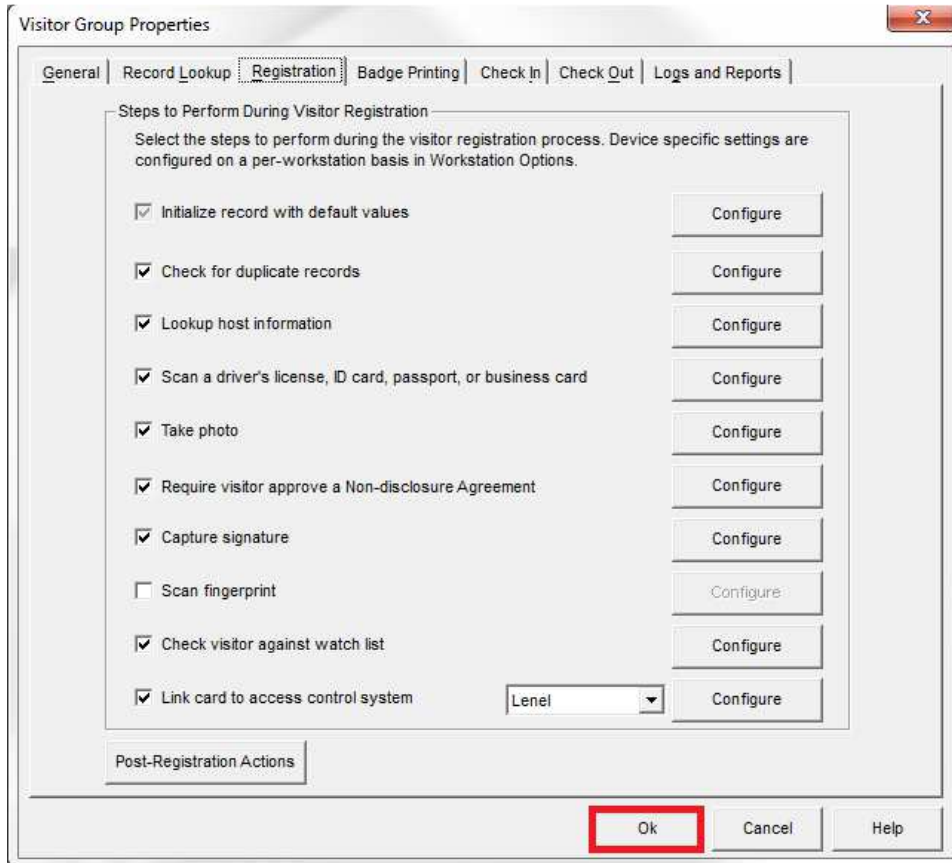 Visitor Group Properties
General Record Lookup Registration Badge Printing Check In Check Out Logs and Reports
Steps to Perform During Visitor Registration
Select the steps to perform during the visitor registration process. Device specific settings are
configured on a per-workstation basis in Workstation Options.
Initialize record with default values Configure
Check for duplicate records Configure
Lookup host information Configure
Scan a driver's license, ID card, passport, or business card Configure
Take photo Configure
Require visitor approve a Non-disclosure Agreement Configure
Capture signature Configure
Scan fingerprint Configure
Check visitor against watch list Configure
Link card to access control system Lenel Configure
Post-Registration Actions
Ok Cancel Help